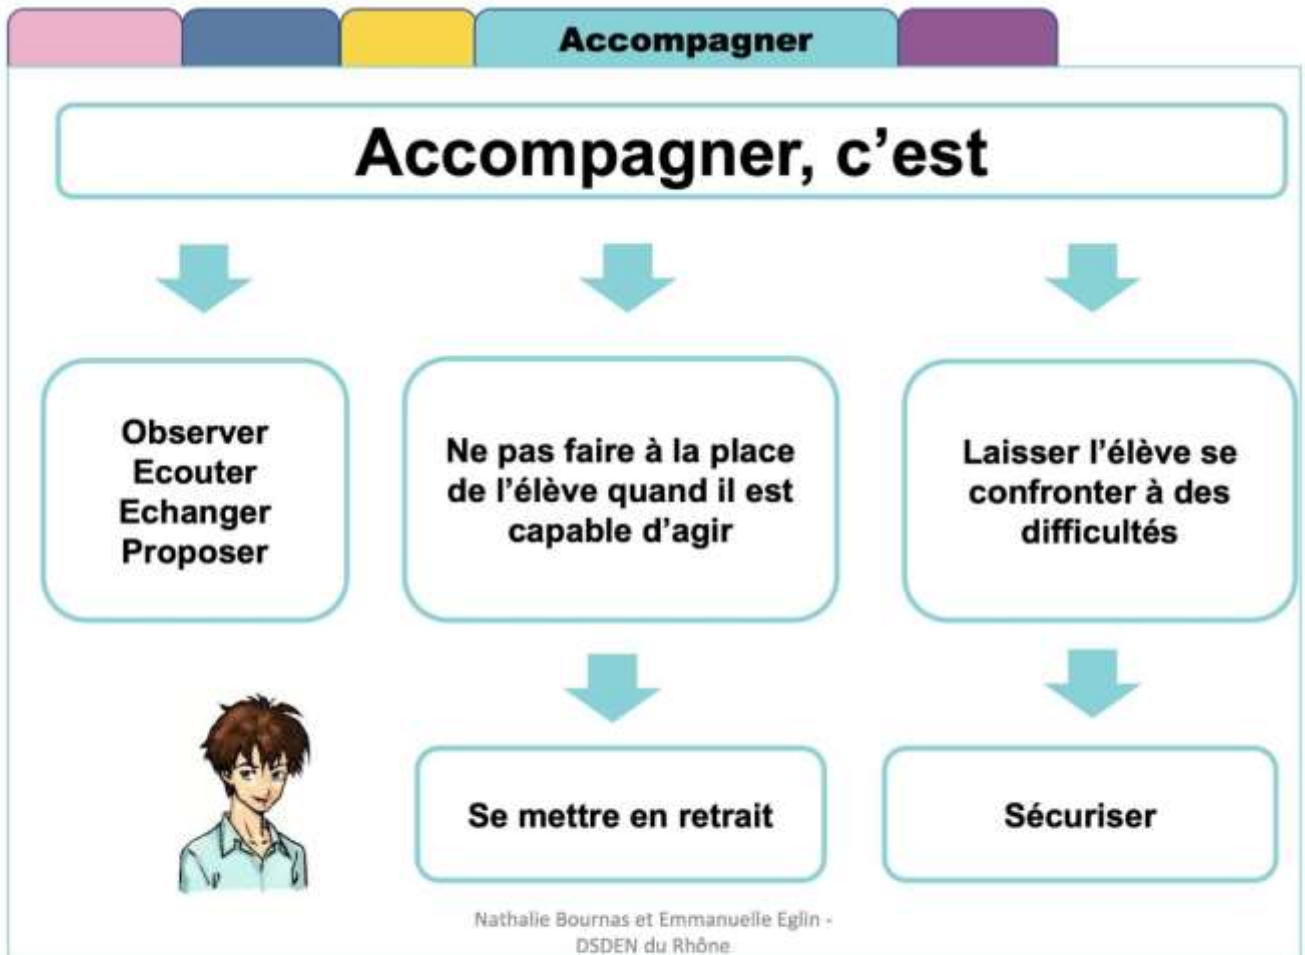 Accompagner
Accompagner, c’est
Observer
Ecouter
Echanger
Proposer
Ne pas faire à la place
de l’élève quand il est
capable d’agir
Laisser l’élève se
confronter à des
difficultés
Se mettre en retrait
Sécuriser
Nathalie Bournas et Emmanuelle Eglin -
DSDEN du Rhône